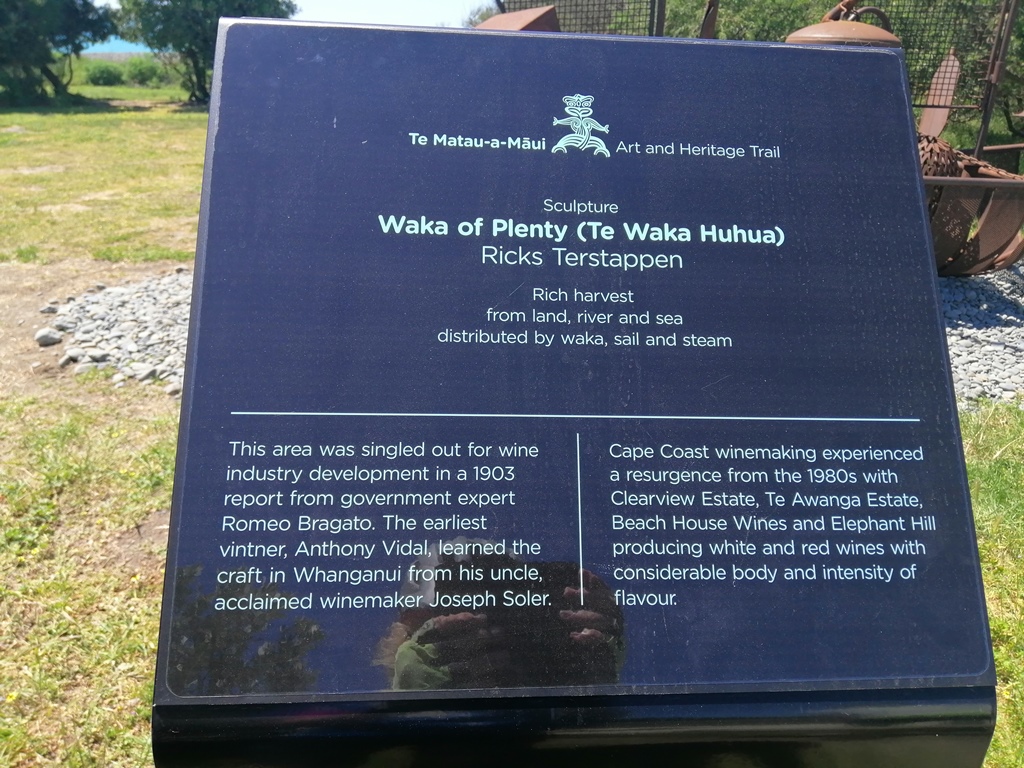 Te Matau-a-Māui Art and Heritage Trail
Sculpture
Waka of Plenty (Te Waka Huhua)
Ricks Terstappen
Rich harvest
from land, river and sea
distributed by waka, sail and steam
This area was singled out for wine
industry development in a 1903
report from government expert
Romeo Bragato. The earliest
vintner, Anthony Vidal, learned the
craft in Whanganui from his uncle,
acclaimed winemaker Joseph Soler.
Cape Coast winemaking experienced
a resurgence from the 1980s with
Clearview Estate, Te Awanga Estate,
Beach House Wines and Elephant Hill
producing white and red wines with
considerable body and intensity of
flavour.